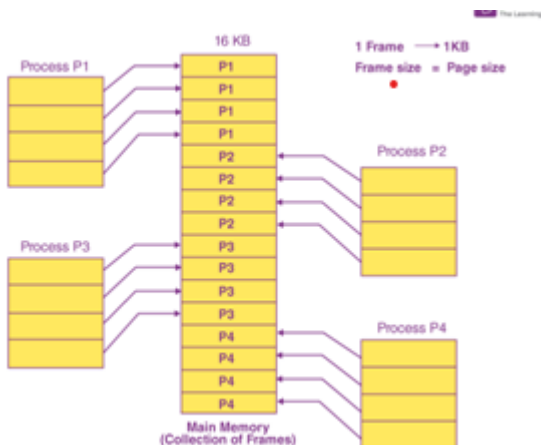 The Learning
16 KB
1 Frame → 1KB
Frame size = Page size
Process P1
P1
P1
P1
P1
Process P2
P2
P2
P2
P2
Process P3
P3
P3
P3
P3
Process P4
P4
P4
P4
P4
Main Memory
(Collection of Frames)